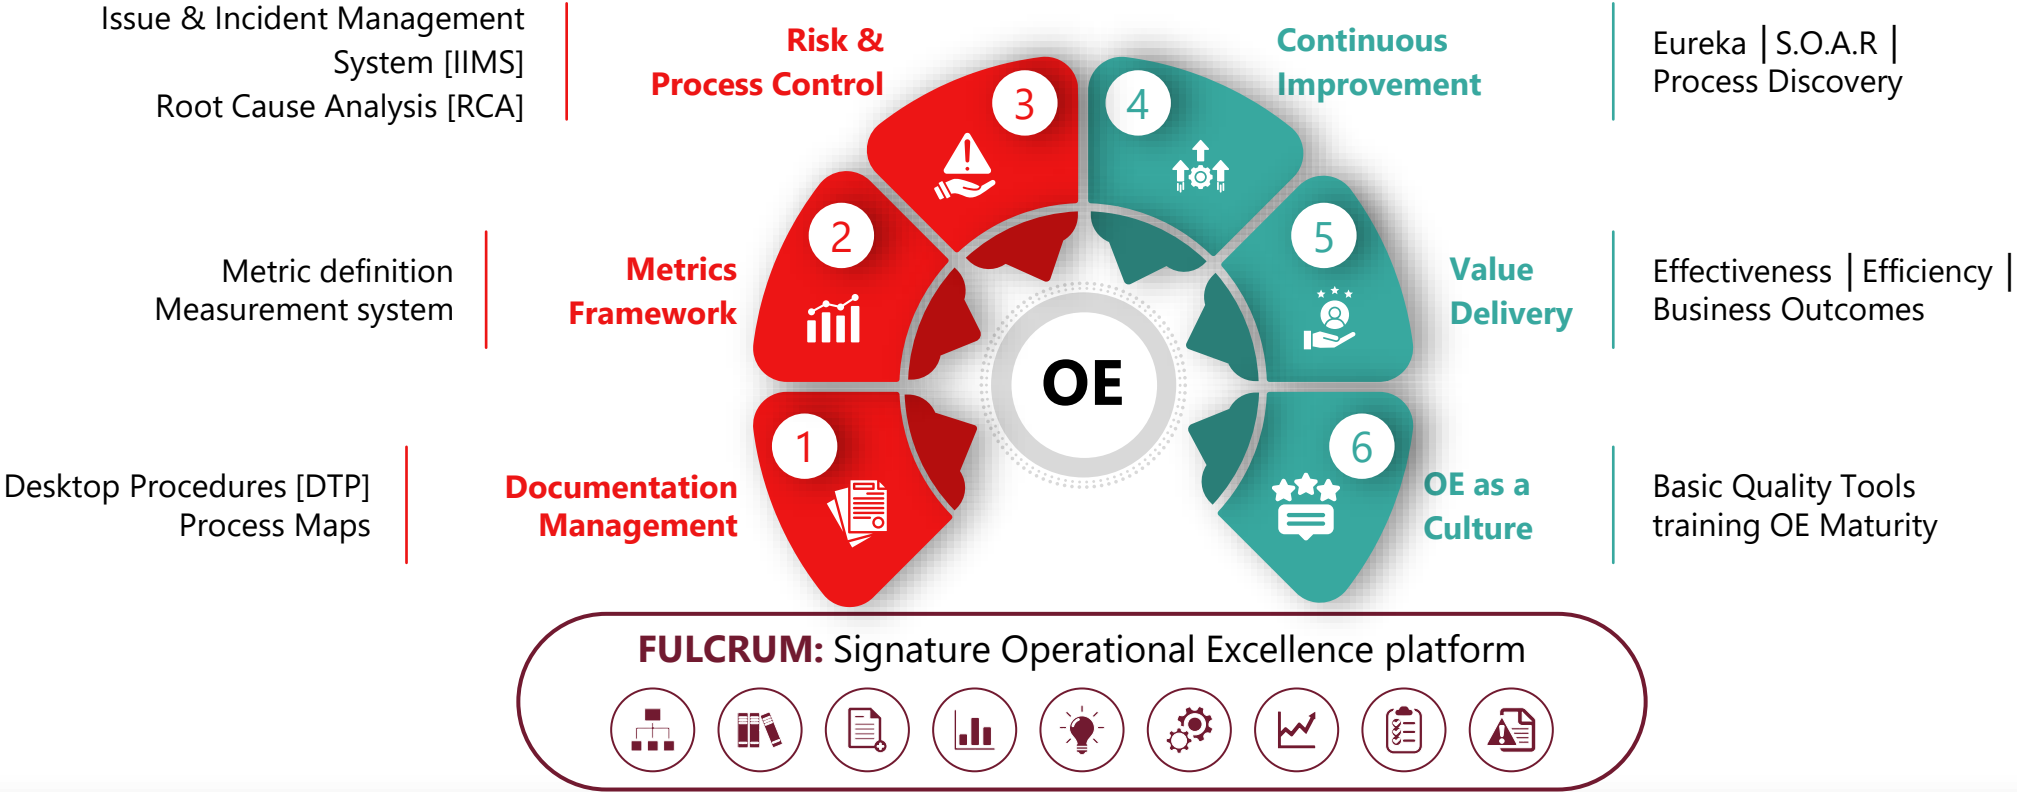 Issue & Incident Management
System [IIMS]
Root Cause Analysis [RCA]
Risk &
Process Control
3
4
Continuous
Improvement
Eureka | S.O.A.R |
Process Discovery
Metric definition
Measurement system
Metrics
Framework
2
5
Value
Delivery
Effectiveness | Efficiency |
Business Outcomes
OE
Desktop Procedures [DTP]
Process Maps
Documentation
Management
1
6
OE as a
Culture
Basic Quality Tools
training OE Maturity
FULCRUM: Signature Operational Excellence platform